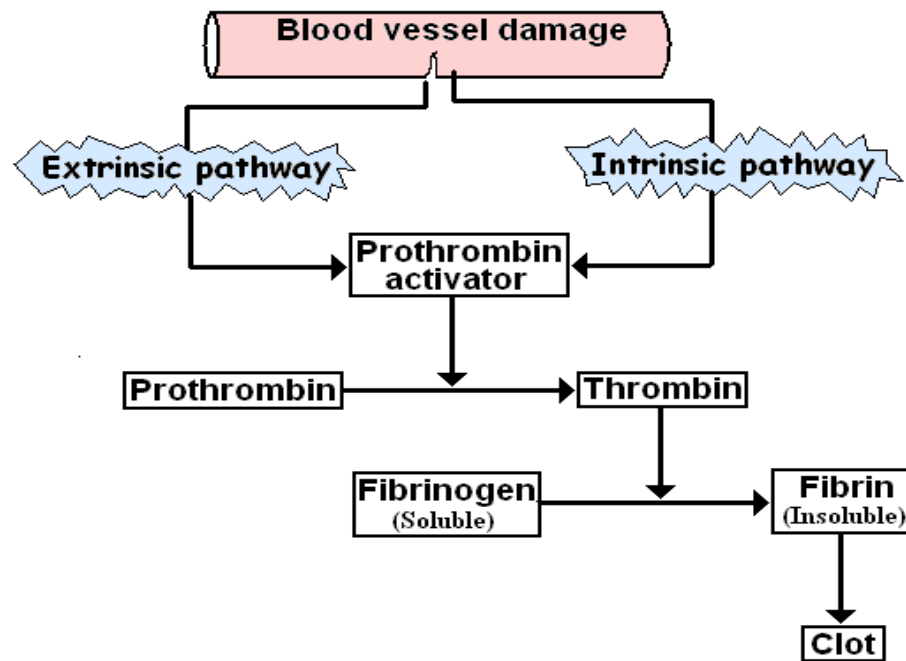 Blood vessel damage
Extrinsic pathway
Intrinsic pathway
Prothrombin
activator
Prothrombin
Thrombin
Fibrinogen
(Soluble)
Fibrin
(Insoluble)
Clot